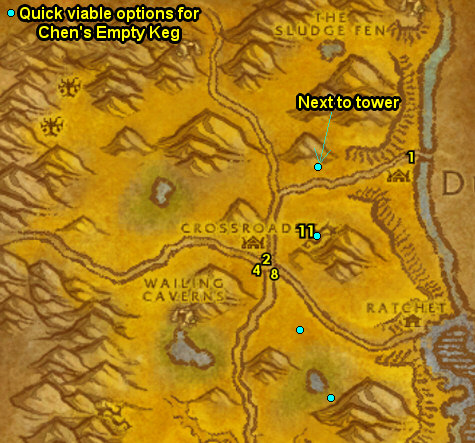 Quick viable options for
Chen's Empty Keg
THE
SLUDGE FEN
Next to tower
1
D
CROSSROAD
11
2
4
8
WAILING
CAVERNS
RATCHET